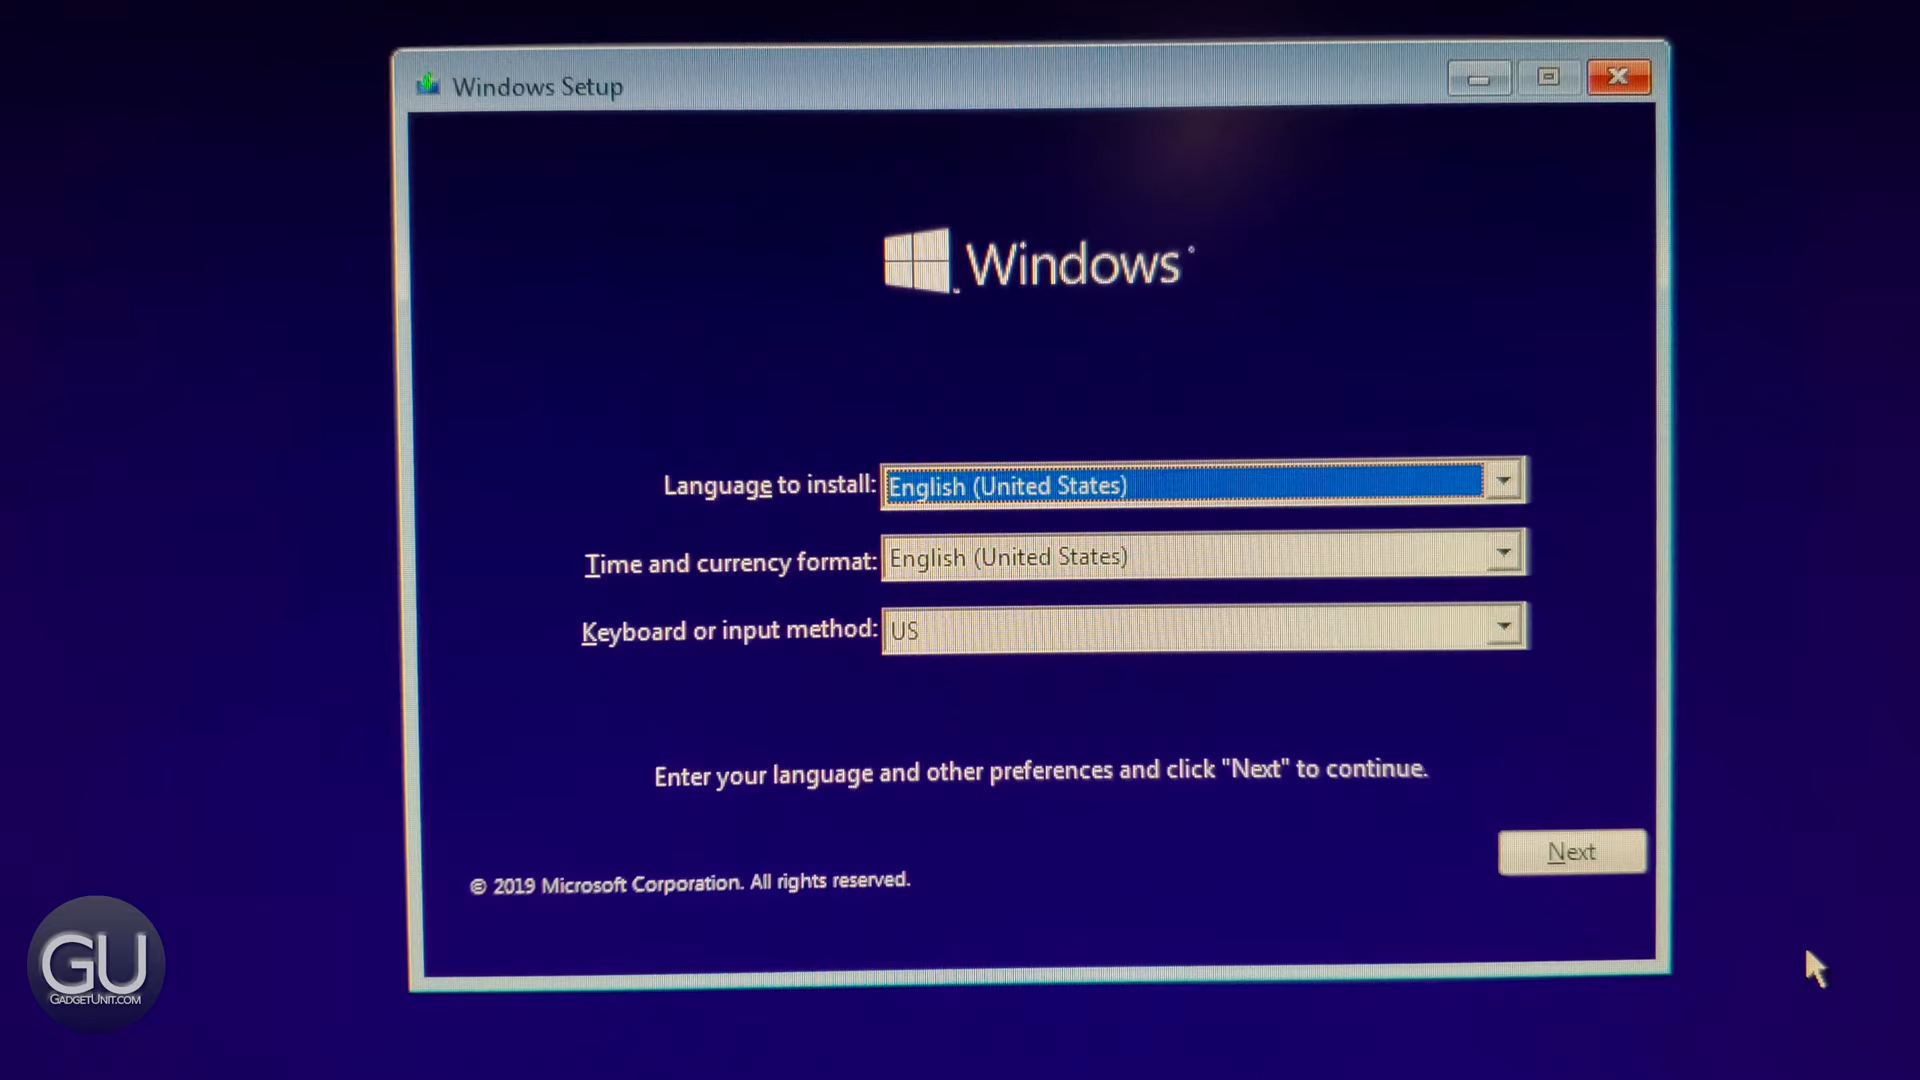 Windows Setup
Windows
Language to install: English (United States)
Time and currency format: English (United States)
Keyboard or input method: US
Enter your language and other preferences and click "Next" to continue.
Next
© 2019 Microsoft Corporation. All rights reserved.
GU
GADGETUNIT.COM